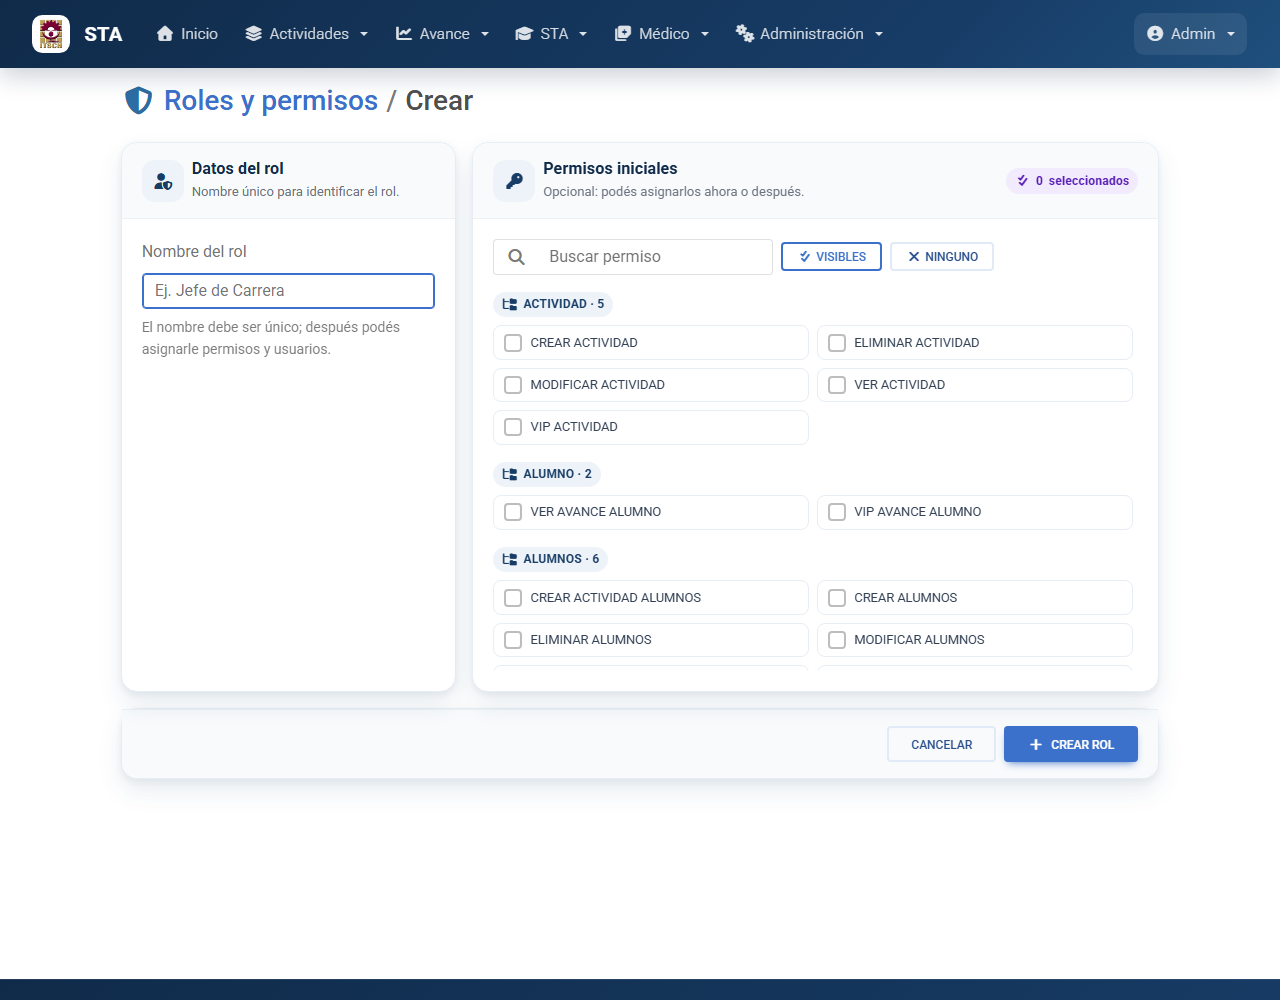 ITSCH
STA
Inicio
Actividades
Avance
STA
Médico
Administración
Admin
Roles y permisos / Crear
Datos del rol
Nombre único para identificar el rol.
Nombre del rol
Ej. Jefe de Carrera
El nombre debe ser único; después podés
asignarle permisos y usuarios.
Permisos iniciales
Opcional: podés asignarlos ahora o después.
0 seleccionados
Buscar permiso
VISIBLES
NINGUNO
ACTIVIDAD · 5
CREAR ACTIVIDAD
ELIMINAR ACTIVIDAD
MODIFICAR ACTIVIDAD
VER ACTIVIDAD
VIP ACTIVIDAD
ALUMNO · 2
VER AVANCE ALUMNO
VIP AVANCE ALUMNO
ALUMNOS · 6
CREAR ACTIVIDAD ALUMNOS
CREAR ALUMNOS
ELIMINAR ALUMNOS
MODIFICAR ALUMNOS
CANCELAR
CREAR ROL